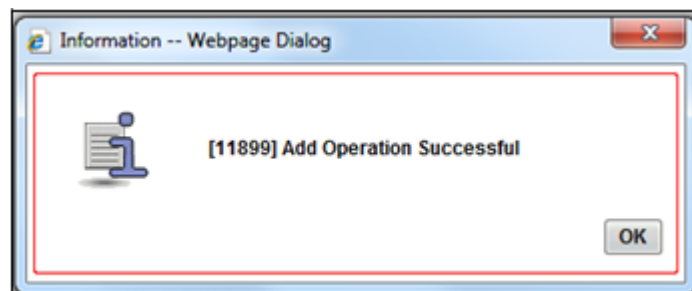 Information -- Webpage Dialog
[11899] Add Operation Successful
OK